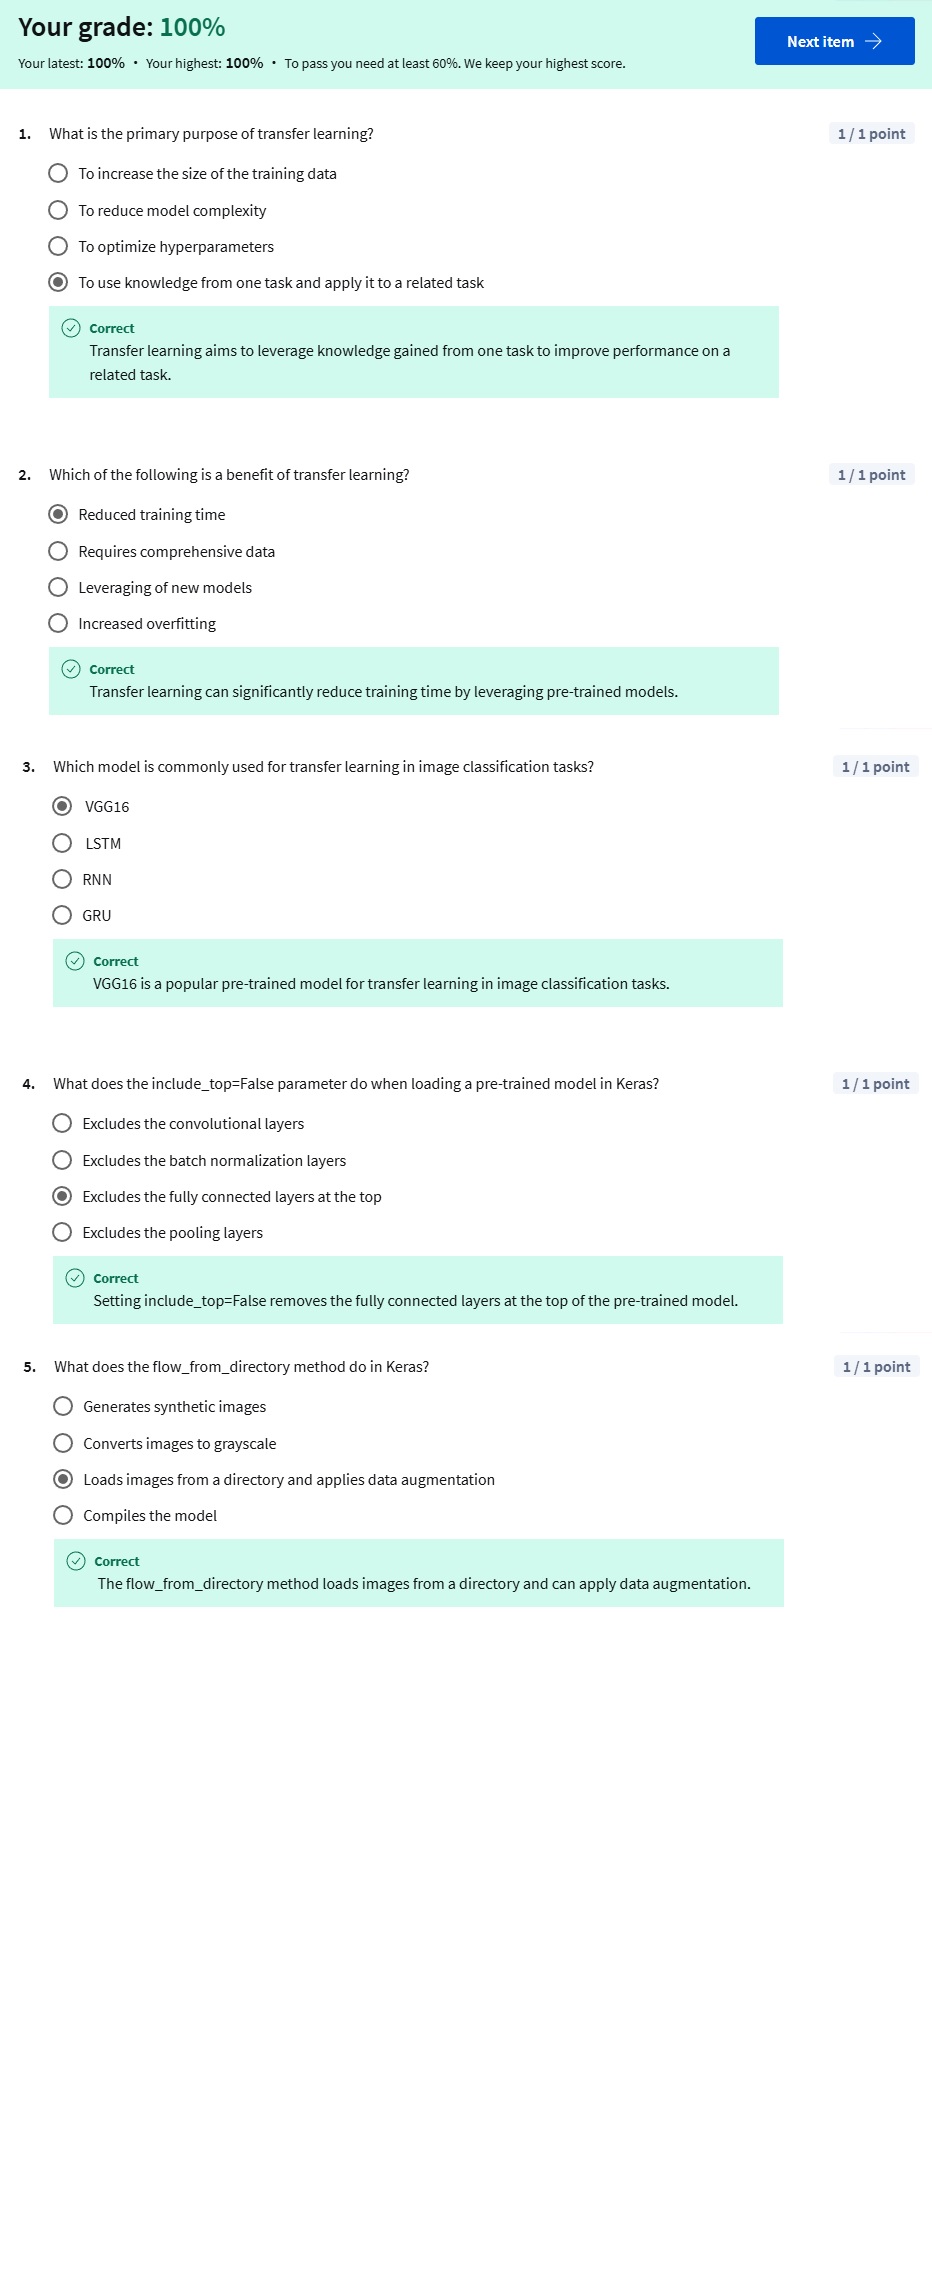 Your grade: 100%
Next item
Your latest: 100% • Your highest: 100% • To pass you need at least 60%. We keep your highest score.
1. What is the primary purpose of transfer learning? 1 / 1 point
To increase the size of the training data
To reduce model complexity
To optimize hyperparameters
To use knowledge from one task and apply it to a related task
Correct
Transfer learning aims to leverage knowledge gained from one task to improve performance on a
related task.
2. Which of the following is a benefit of transfer learning? 1 / 1 point
Reduced training time
Requires comprehensive data
Leveraging of new models
Increased overfitting
Correct
Transfer learning can significantly reduce training time by leveraging pre-trained models.
3. Which model is commonly used for transfer learning in image classification tasks? 1 / 1 point
VGG16
LSTM
RNN
GRU
Correct
VGG16 is a popular pre-trained model for transfer learning in image classification tasks.
4. What does the include_top=False parameter do when loading a pre-trained model in Keras? 1 / 1 point
Excludes the convolutional layers
Excludes the batch normalization layers
Excludes the fully connected layers at the top
Excludes the pooling layers
Correct
Setting include_top=False removes the fully connected layers at the top of the pre-trained model.
5. What does the flow_from_directory method do in Keras? 1 / 1 point
Generates synthetic images
Converts images to grayscale
Loads images from a directory and applies data augmentation
Compiles the model
Correct
The flow_from_directory method loads images from a directory and can apply data augmentation.